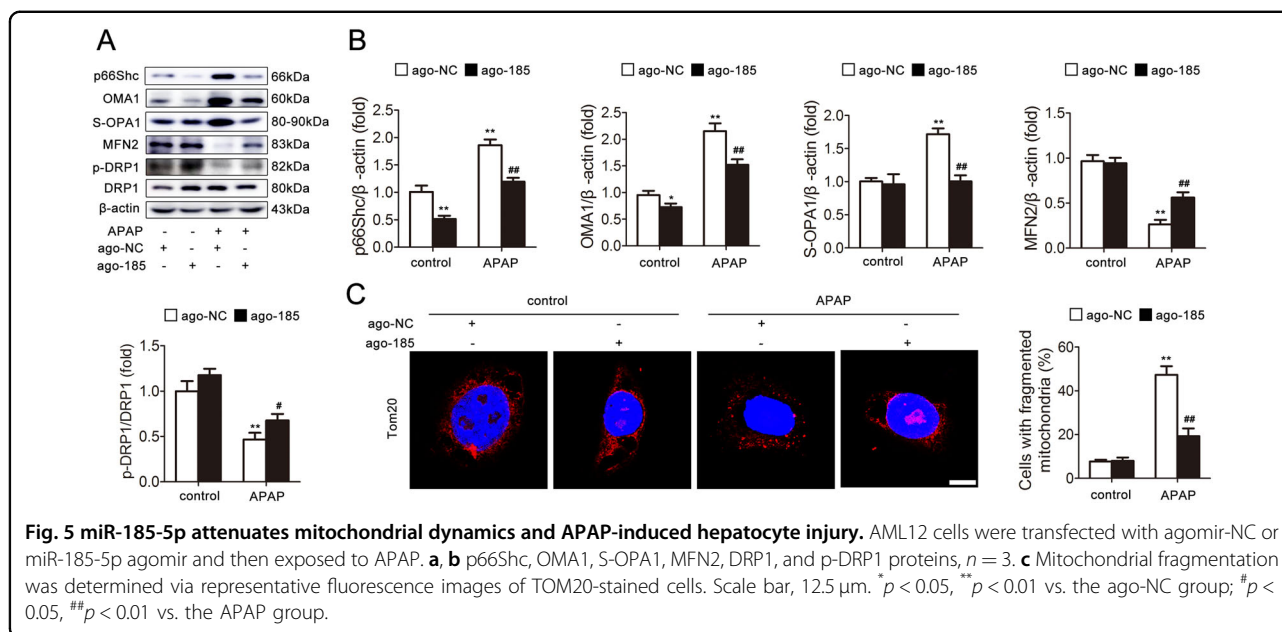 A
p66Shc 66kDa
OMA1 60kDa
S-OPA1 80-90kDa
MFN2 83kDa
p-DRP1 82kDa
DRP1 80kDa
β-actin 43kDa
APAP - - + +
ago-NC + - + -
ago-185 - + - +
B
ago-NC ago-185
p66Shc/β -actin (fold)
2.5
2.0
1.5
1.0
0.5
0.0
** ** ##
control APAP
ago-NC ago-185
OMA1/β -actin (fold)
2.5
2.0
1.5
1.0
0.5
0.0
* ** ##
control APAP
ago-NC ago-185
S-OPA1/β -actin (fold)
2.0
1.5
1.0
0.5
0.0
** ##
control APAP
ago-NC ago-185
MFN2/β -actin (fold)
1.5
1.0
0.5
0.0
** ##
control APAP
ago-NC ago-185
p-DRP1/DRP1 (fold)
1.5
1.0
0.5
0.0
** #
control APAP
C
control APAP
ago-NC + - + -
ago-185 - + - +
Tom20
ago-NC ago-185
Cells with fragmented
mitochondria (%)
60
40
20
0
** ##
control APAP
Fig. 5 miR-185-5p attenuates mitochondrial dynamics and APAP-induced hepatocyte injury. AML12 cells were transfected with agomir-NC or
miR-185-5p agomir and then exposed to APAP. a, b p66Shc, OMA1, S-OPA1, MFN2, DRP1, and p-DRP1 proteins, n = 3. c Mitochondrial fragmentation
was determined via representative fluorescence images of TOM20-stained cells. Scale bar, 12.5 μm. *p < 0.05, **p < 0.01 vs. the ago-NC group; #p <
0.05, ##p < 0.01 vs. the APAP group.